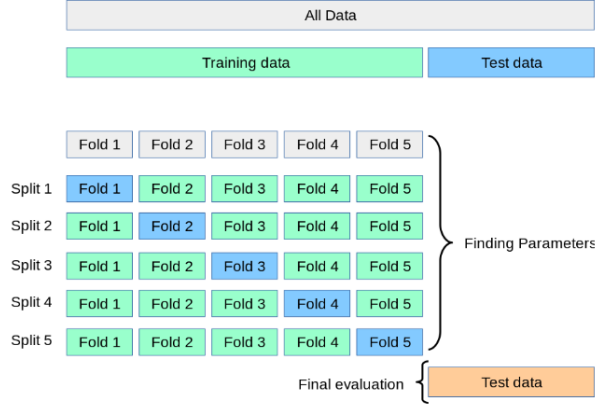 All Data
Training data Test data
Fold 1 Fold 2 Fold 3 Fold 4 Fold 5
Split 1 Fold 1 Fold 2 Fold 3 Fold 4 Fold 5
Split 2 Fold 1 Fold 2 Fold 3 Fold 4 Fold 5
Finding Parameters
Split 3 Fold 1 Fold 2 Fold 3 Fold 4 Fold 5
Split 4 Fold 1 Fold 2 Fold 3 Fold 4 Fold 5
Split 5 Fold 1 Fold 2 Fold 3 Fold 4 Fold 5
Final evaluation Test data